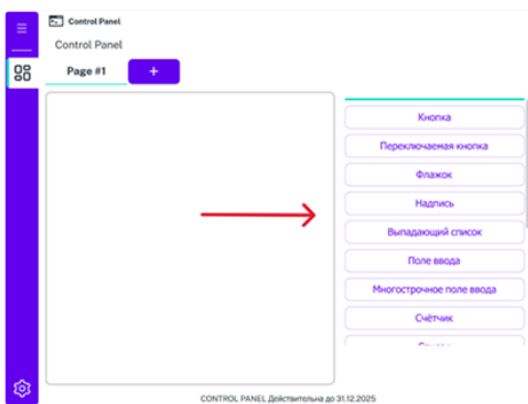 Control Panel
Control Panel
Page #1 +
Кнопка
Переключаемая кнопка
Флажок
Надпись
Выпадающий список
Поле ввода
Многострочное поле ввода
Счётчик
CONTROL PANEL Действительна до 31.12.2025